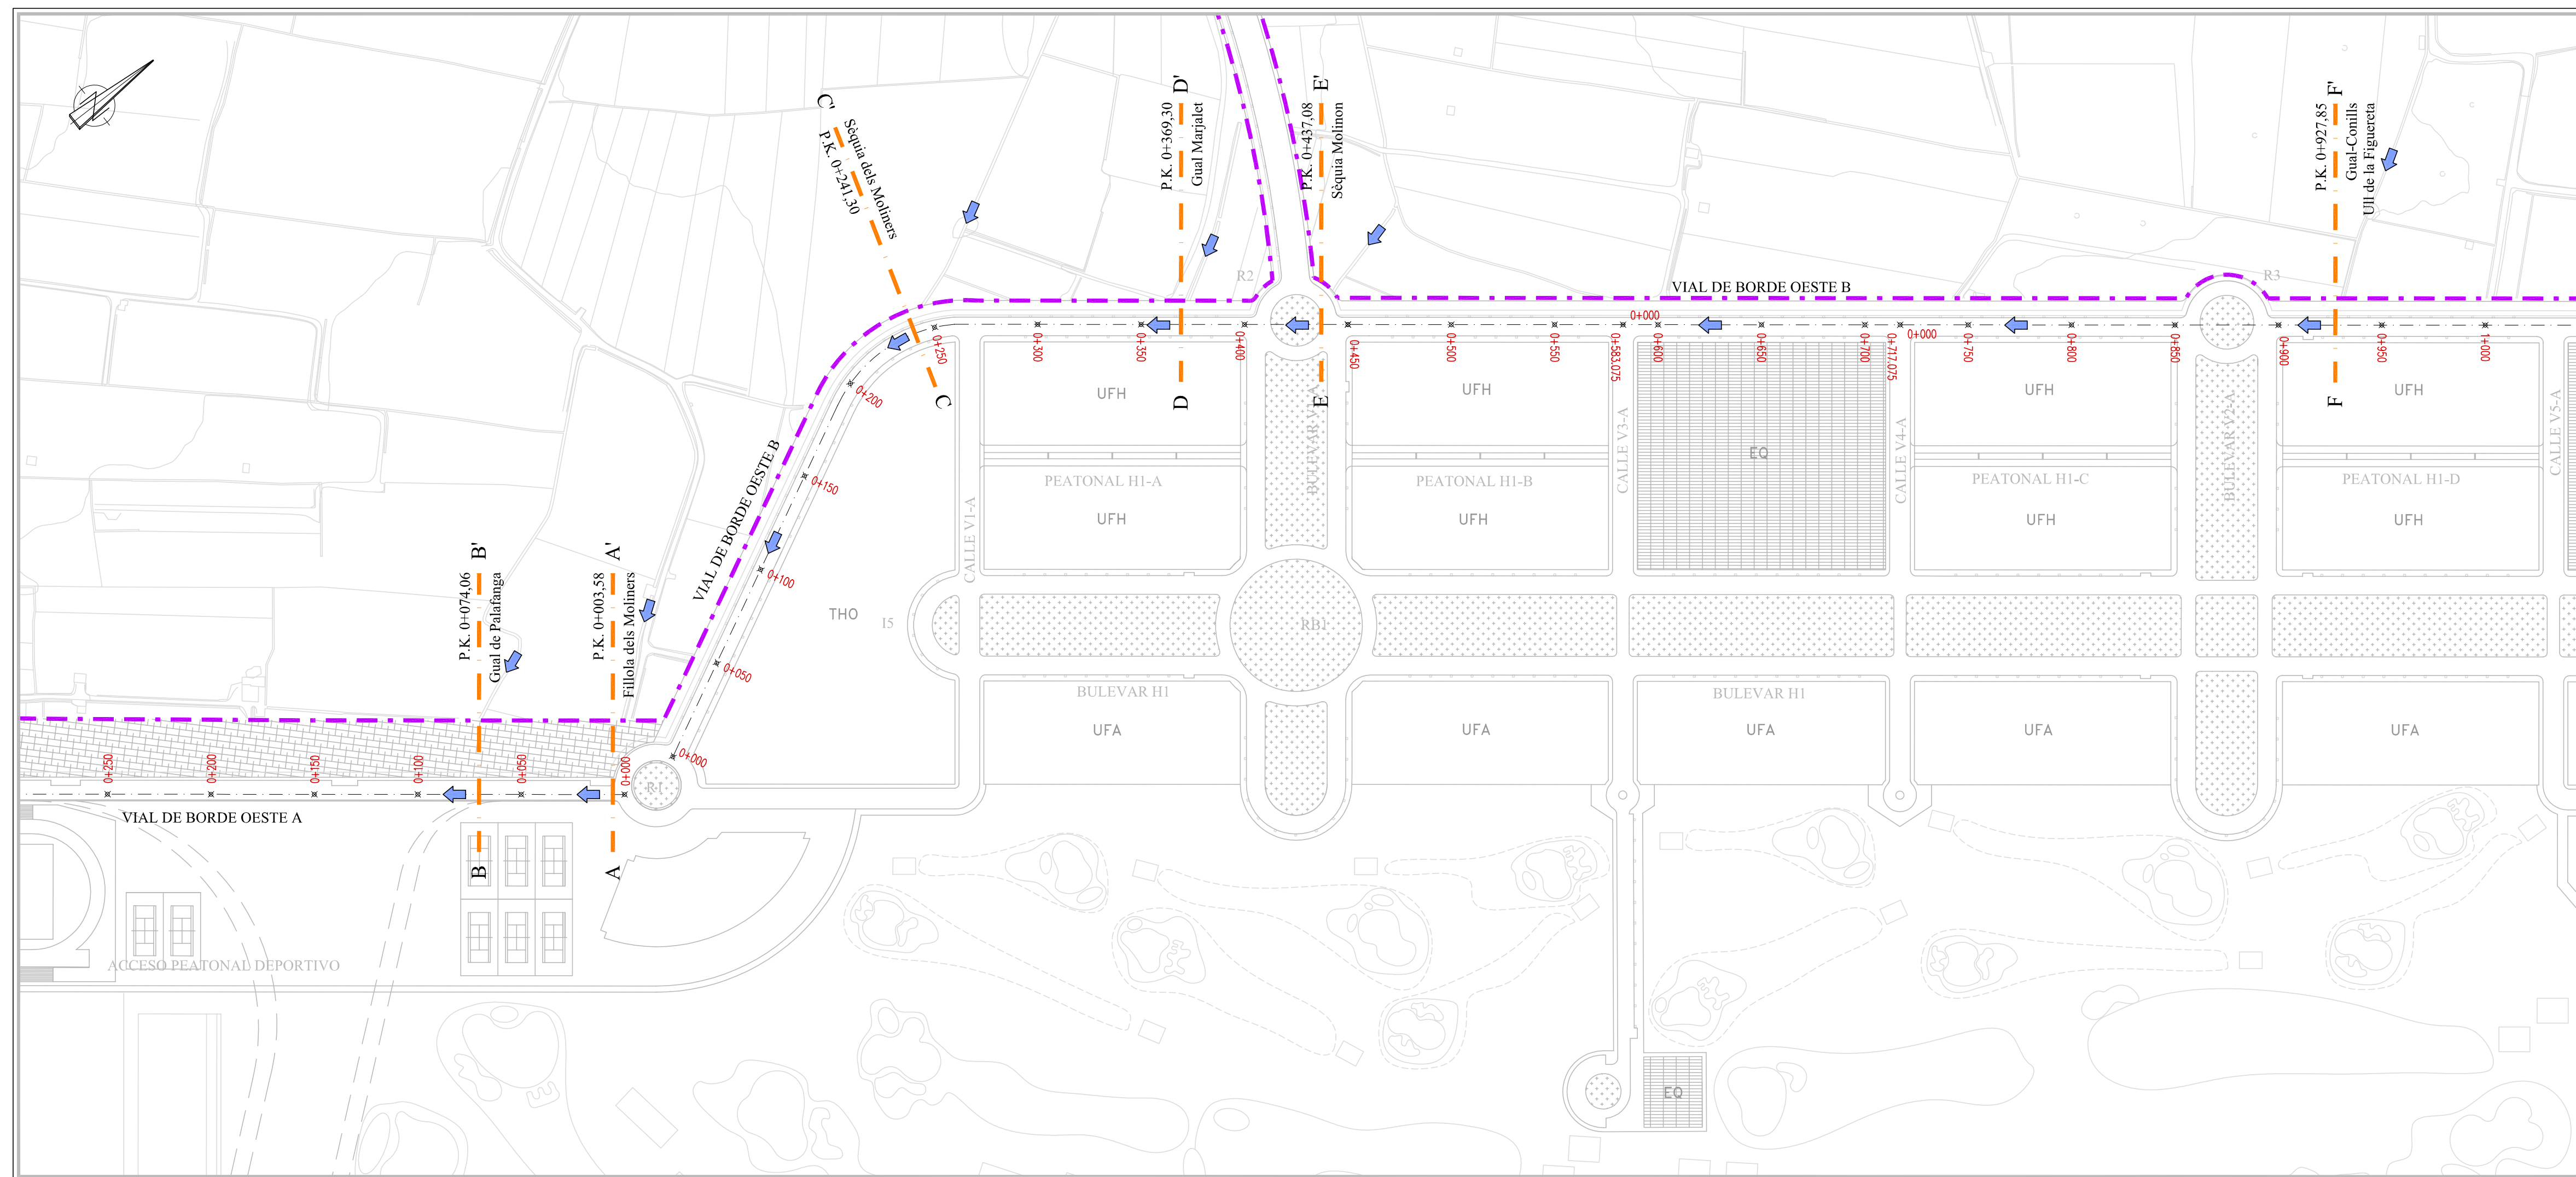 C'
Sèquia dels Moliners
P.K. 0+241,30
D'
P.K. 0+369,30
Gual Marjalet
E'
P.K. 0+437,08
Sèquia Molinon
F'
P.K. 0+927,85
Gual-Conills
Ull de la Figuereta
R2
R3
VIAL DE BORDE OESTE B
0+000
0+000
0+200
0+250
0+300
0+350
0+400
0+450
0+500
0+550
0+583,075
0+600
0+650
0+700
0+717,075
0+750
0+800
0+850
0+900
0+950
1+000
C
D
E
F
UFH
UFH
UFH
UFH
BULEVAR V1-A
CALLE V3-A
EQ
CALLE V4-A
BULEVAR V2-A
CALLE V5-A
PEATONAL H1-A
PEATONAL H1-B
PEATONAL H1-C
PEATONAL H1-D
UFH
UFH
UFH
UFH
CALLE V1-A
VIAL DE BORDE OESTE B
0+150
0+100
0+050
0+000
B'
P.K. 0+074,06
Gual de Palafanga
A'
P.K. 0+003,58
Fillola dels Moliners
THO
I5
RB1
BULEVAR H1
BULEVAR H1
UFA
UFA
UFA
UFA
UFA
0+250
0+200
0+150
0+100
0+050
0+000
R1
VIAL DE BORDE OESTE A
B
A
ACCESO PEATONAL DEPORTIVO
EQ